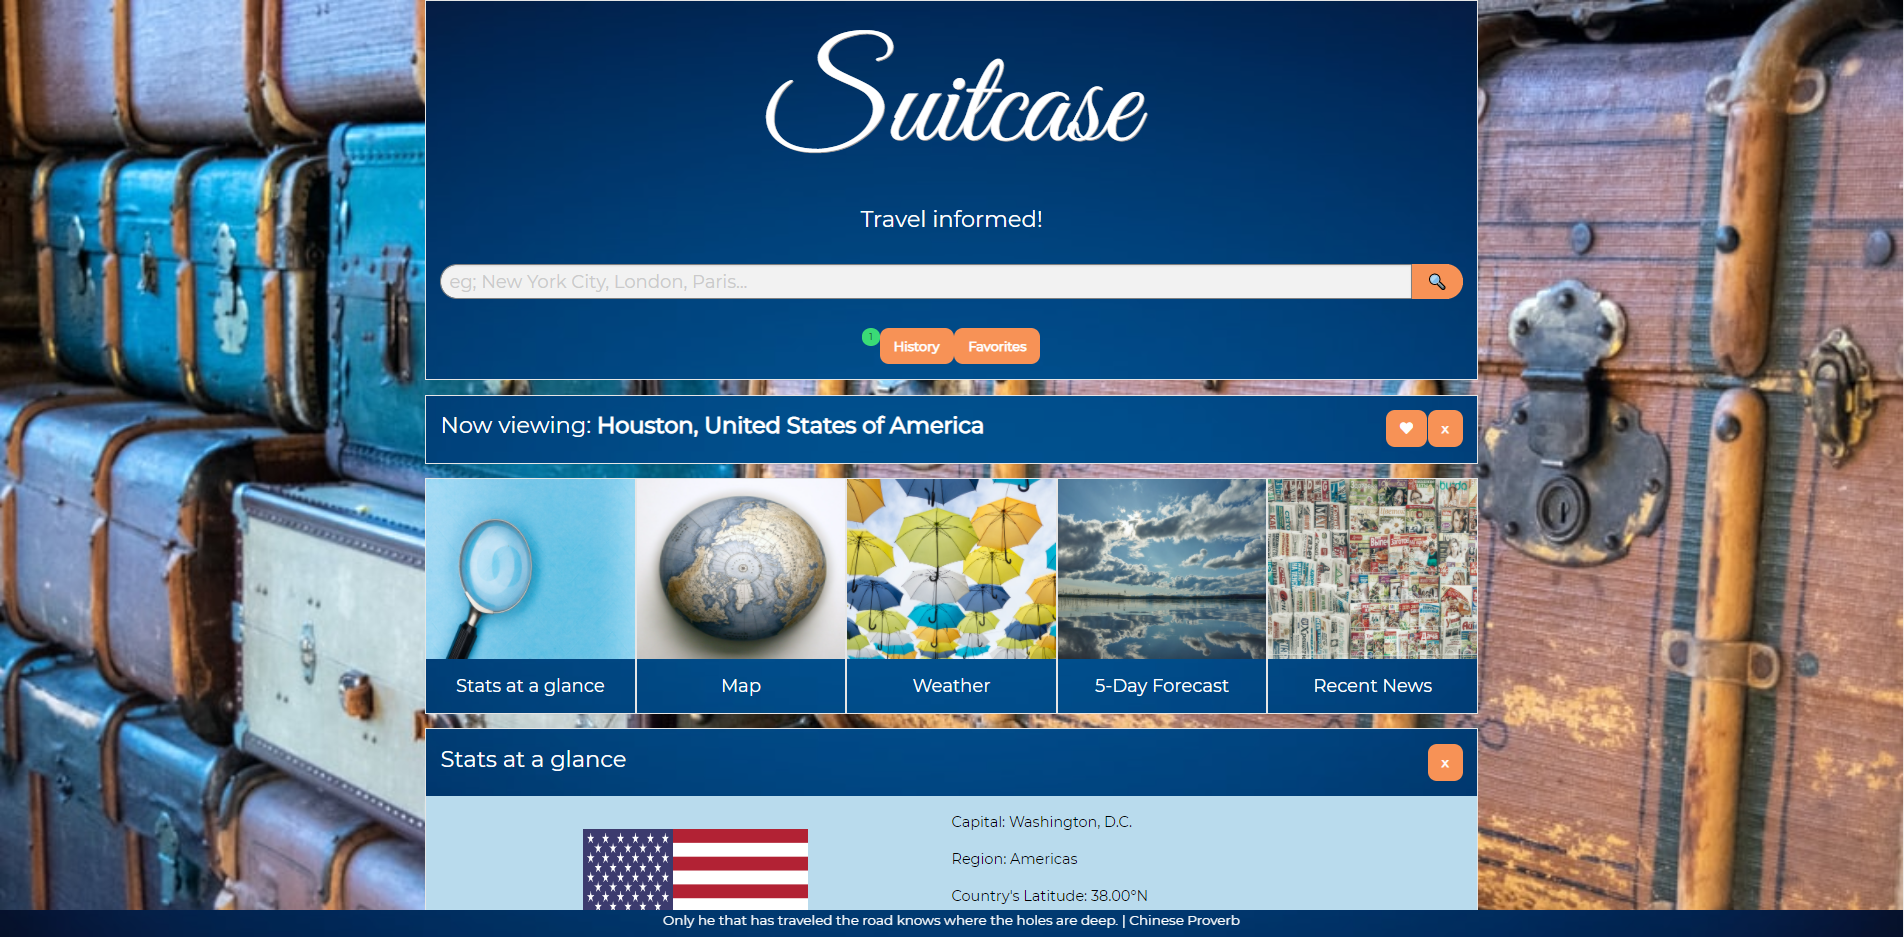 Suitcase
Travel informed!
eg; New York City, London, Paris...
1
History Favorites
Now viewing: Houston, United States of America
x
Stats at a glance Map Weather 5-Day Forecast Recent News
Stats at a glance
x
Capital: Washington, D.C.
Region: Americas
Country's Latitude: 38.00°N
Only he that has traveled the road knows where the holes are deep. | Chinese Proverb